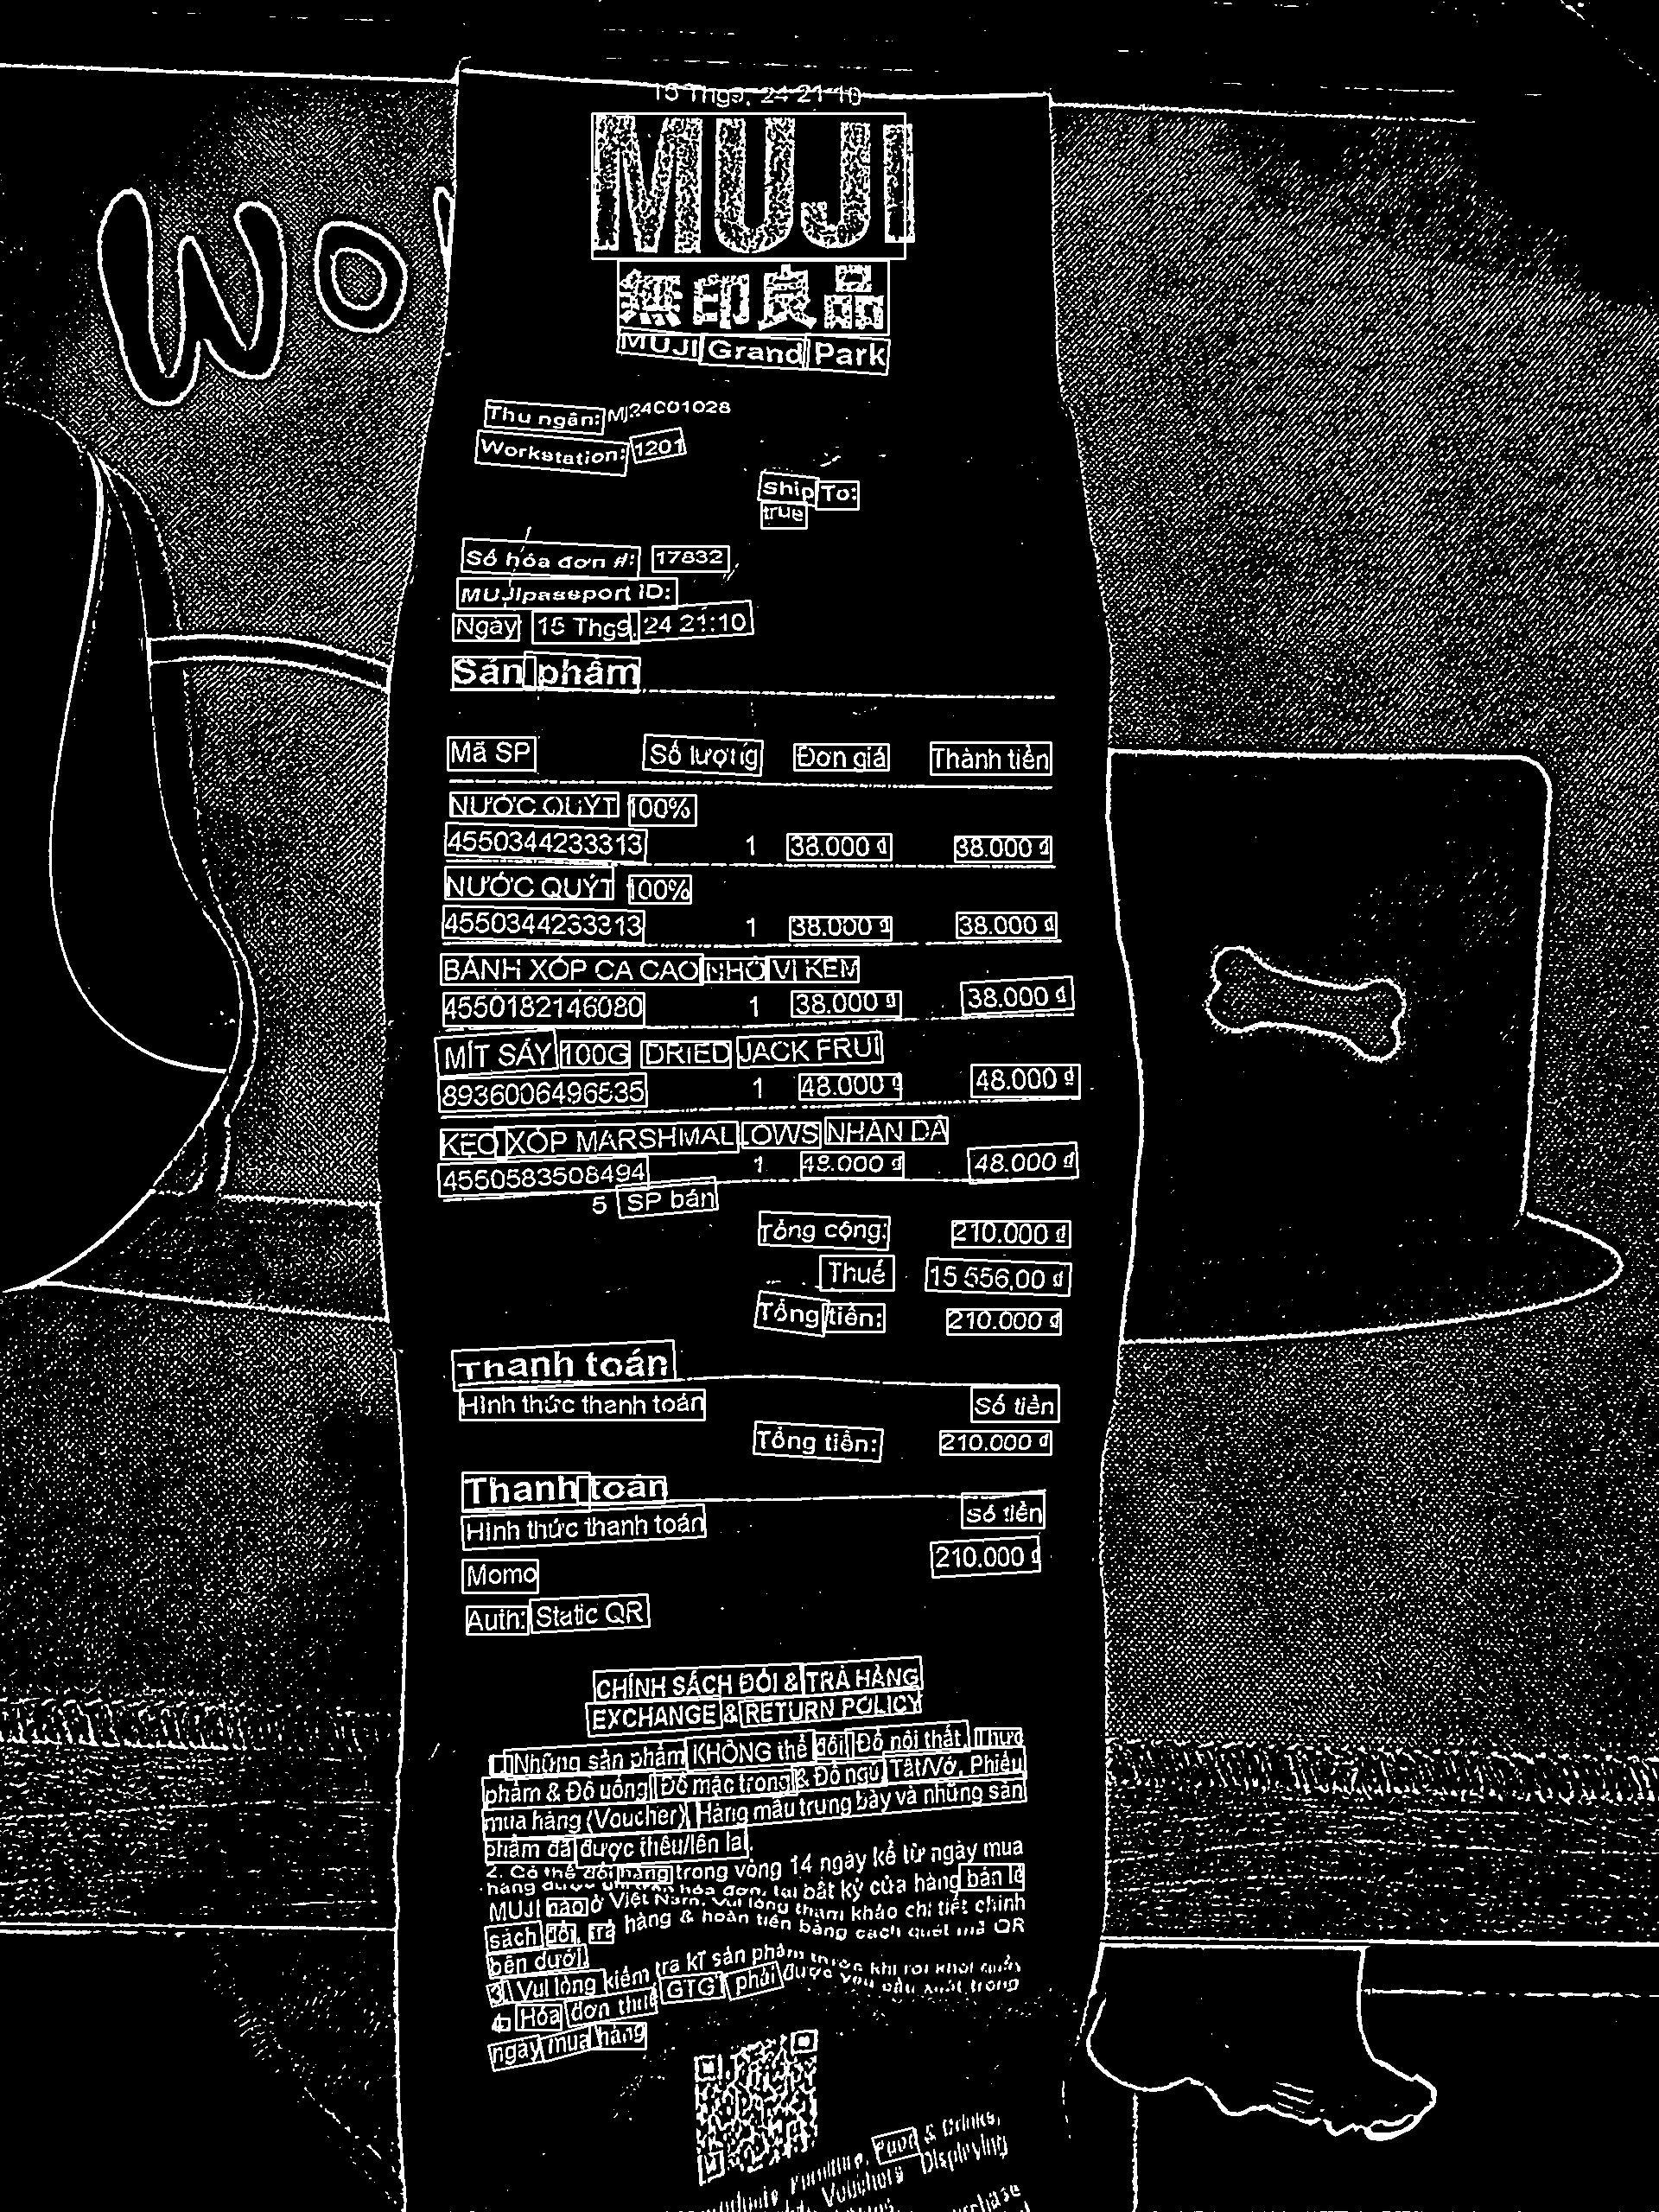 15 Thg9, 24 21:10
MUJI
無印良品
MUJI Grand Park
Thu ngân: MJ24C01028
Workstation: 1201
Ship To:
true
Số hóa đơn #: 17832
MUJIpassport ID:
Ngày 15 Thg9, 24 21:10
Sản phẩm
Mã SP Số lượng Đơn giá Thành tiền
NƯỚC QUÝT 100%
4550344233313 1 38.000 ₫ 38.000 ₫
NƯỚC QUÝT 100%
4550344233313 1 38.000 ₫ 38.000 ₫
BÁNH XỐP CA CAO NHỎ VỊ KEM
4550182146080 1 38.000 ₫ 38.000 ₫
MÍT SẤY 100G DRIED JACK FRUI
8936006496535 1 48.000 ₫ 48.000 ₫
KẸO XỐP MARSHMALLOWS NHÂN DÂ
4550583508494 1 48.000 ₫ 48.000 ₫
5 SP bán
Tổng cộng: 210.000 ₫
Thuế 15 556,00 ₫
Tổng tiền: 210.000 ₫
Thanh toán
Hình thức thanh toán Số tiền
Tổng tiền: 210.000 ₫
Thanh toán
Hình thức thanh toán Số tiền
Momo 210.000 ₫
Auth: Static QR
CHÍNH SÁCH ĐỔI & TRẢ HÀNG
EXCHANGE & RETURN POLICY
Những sản phẩm KHÔNG thể đổi: Đồ nội thất, Thực
phẩm & Đồ uống, Đồ mặc trong & Đồ ngủ, Tất/Vớ, Phiếu
mua hàng (Voucher), Hàng mẫu trưng bày và những sản
phẩm đã được thêu/lên lai.
2. Có thể đổi hàng trong vòng 14 ngày kể từ ngày mua
hàng được ghi trên hóa đơn, tại bất kỳ cửa hàng bán lẻ
MUJI nào ở Việt Nam. Vui lòng tham khảo chi tiết chính
sách đổi, trả hàng & hoàn tiền bằng cách quét mã QR
bên dưới.
3. Vui lòng kiểm tra kĩ sản phẩm trước khi rời khỏi quầy
4. Hóa đơn thuế GTGT phải được yêu cầu xuất trong
ngày mua hàng
Furniture, Food & Drinks,
Vouchers, Displaying